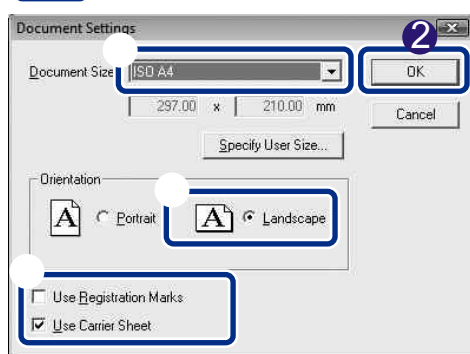 Document Settings
2
Document Size: ISO A4
OK
297.00 x 210.00 mm
Cancel
Specify User Size...
Orientation
A Portrait A Landscape
Use Registration Marks
Use Carrier Sheet